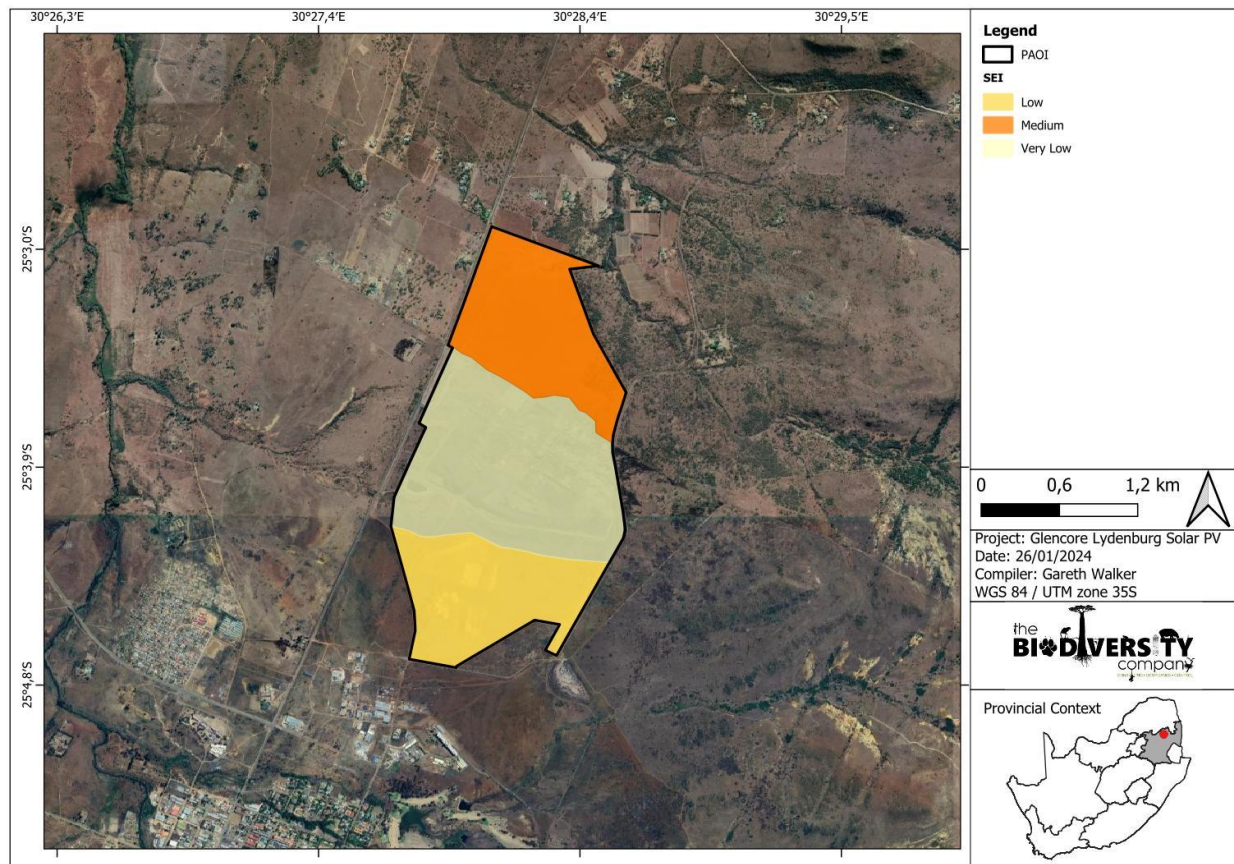 30°26,3'E
30°27,4'E
30°28,4'E
30°29,5'E
25°3,0'S
25°3,9'S
25°4,8'S
Legend
PAOI
SEI
Low
Medium
Very Low
0 0,6 1,2 km
Project: Glencore Lydenburg Solar PV
Date: 26/01/2024
Compiler: Gareth Walker
WGS 84 / UTM zone 35S
the
BIODIVERSITY
company
Provincial Context